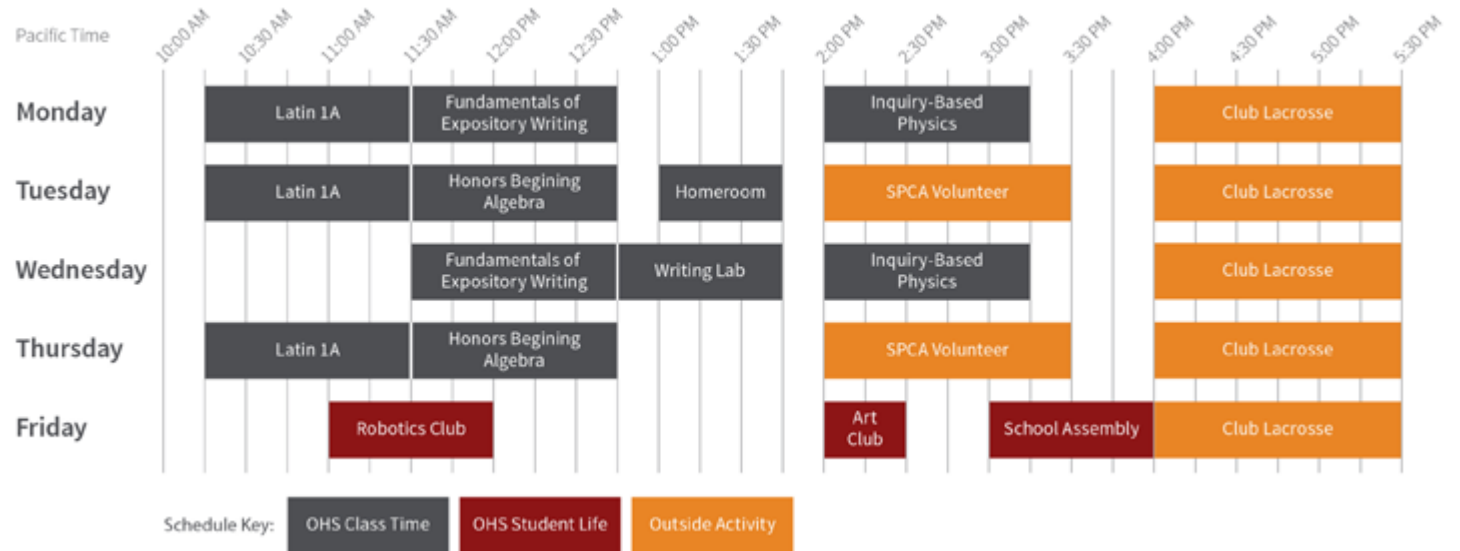 Pacific Time
10:00 AM
10:30 AM
11:00 AM
11:30 AM
12:00 PM
12:30 PM
1:00 PM
1:30 PM
2:00 PM
2:30 PM
3:00 PM
3:30 PM
4:00 PM
4:30 PM
5:00 PM
5:30 PM
Monday
Latin 1A
Fundamentals of
Expository Writing
Inquiry-Based
Physics
Club Lacrosse
Tuesday
Latin 1A
Honors Begining
Algebra
Homeroom
SPCA Volunteer
Club Lacrosse
Wednesday
Fundamentals of
Expository Writing
Writing Lab
Inquiry-Based
Physics
Club Lacrosse
Thursday
Latin 1A
Honors Begining
Algebra
SPCA Volunteer
Club Lacrosse
Friday
Robotics Club
Art
Club
School Assembly
Club Lacrosse
Schedule Key:
OHS Class Time
OHS Student Life
Outside Activity